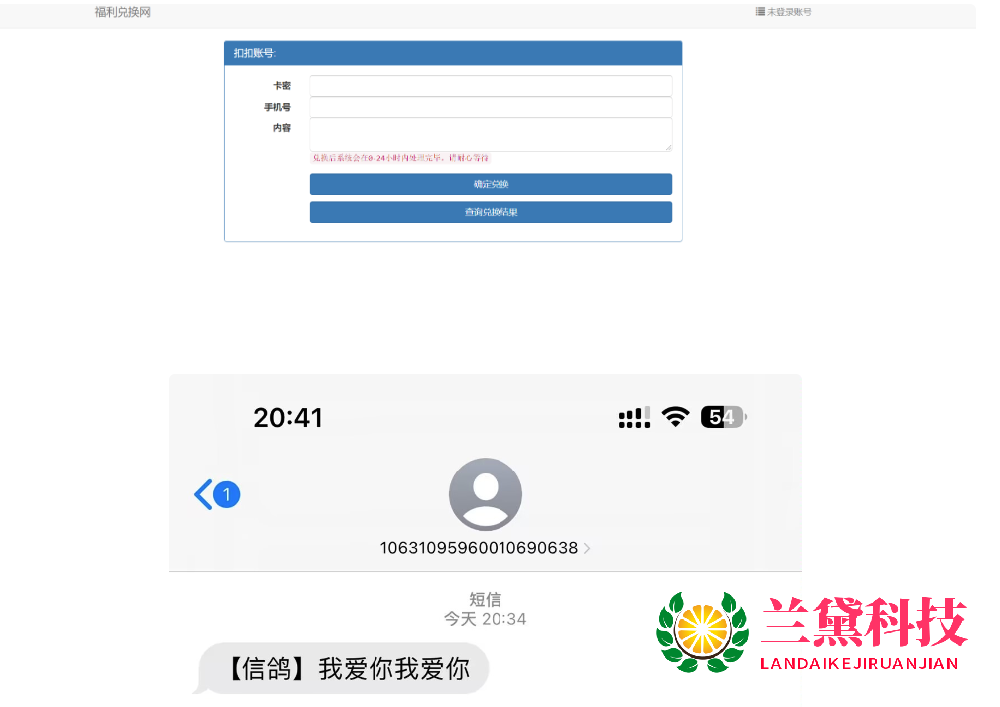 福利兑换网
未登录账号
扣扣账号:
卡密
手机号
内容
兑换后系统会在0-24小时内处理完毕。请耐心等待
确定兑换
查询兑换结果
20:41
54
1
10631095960010690638
短信
今天 20:34
【信鸽】我爱你我爱你
兰黛科技
LANDAIKEJIRUANJIAN